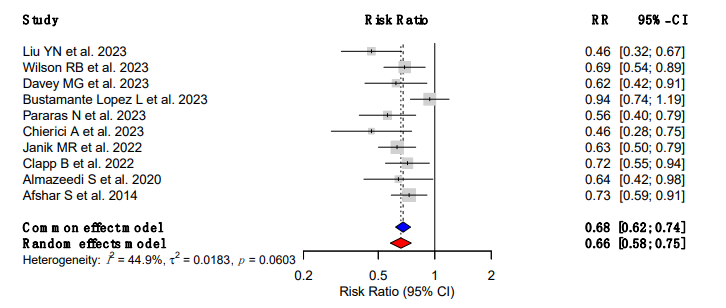 Study Risk Ratio RR 95% -CI
Liu YN et al. 2023 0.46 [0.32; 0.67]
Wilson RB et al. 2023 0.69 [0.54; 0.89]
Davey MG et al. 2023 0.62 [0.42; 0.91]
Bustamante Lopez L et al. 2023 0.94 [0.74; 1.19]
Pararas N et al. 2023 0.56 [0.40; 0.79]
Chierici A et al. 2023 0.46 [0.28; 0.75]
Janik MR et al. 2022 0.63 [0.50; 0.79]
Clapp B et al. 2022 0.72 [0.55; 0.94]
Almazeedi S et al. 2020 0.64 [0.42; 0.98]
Afshar S et al. 2014 0.73 [0.59; 0.91]
Common effect model 0.68 [0.62; 0.74]
Random effects model 0.66 [0.58; 0.75]
Heterogeneity: I² = 44.9%, τ² = 0.0183, p = 0.0603
0.2 0.5 1 2
Risk Ratio (95% CI)